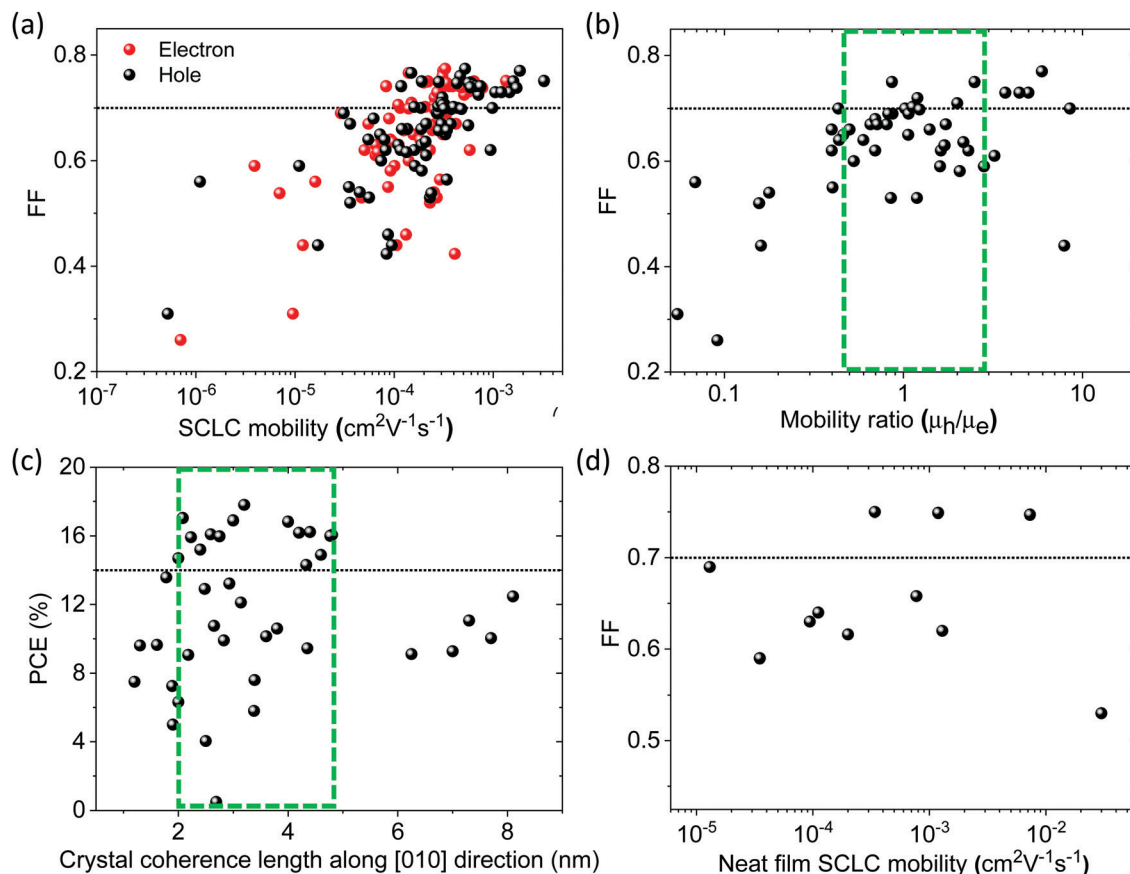 (a)
Electron
Hole
FF
0.8
0.6
0.4
0.2
10⁻⁷
10⁻⁶
10⁻⁵
10⁻⁴
10⁻³
SCLC mobility (cm²V⁻¹s⁻¹)
(b)
FF
0.8
0.6
0.4
0.2
0.1
1
10
Mobility ratio (μₕ/μₑ)
(c)
PCE (%)
20
16
12
8
4
0
2
4
6
8
Crystal coherence length along [010] direction (nm)
(d)
FF
0.8
0.7
0.6
0.5
10⁻⁵
10⁻⁴
10⁻³
10⁻²
Neat film SCLC mobility (cm²V⁻¹s⁻¹)